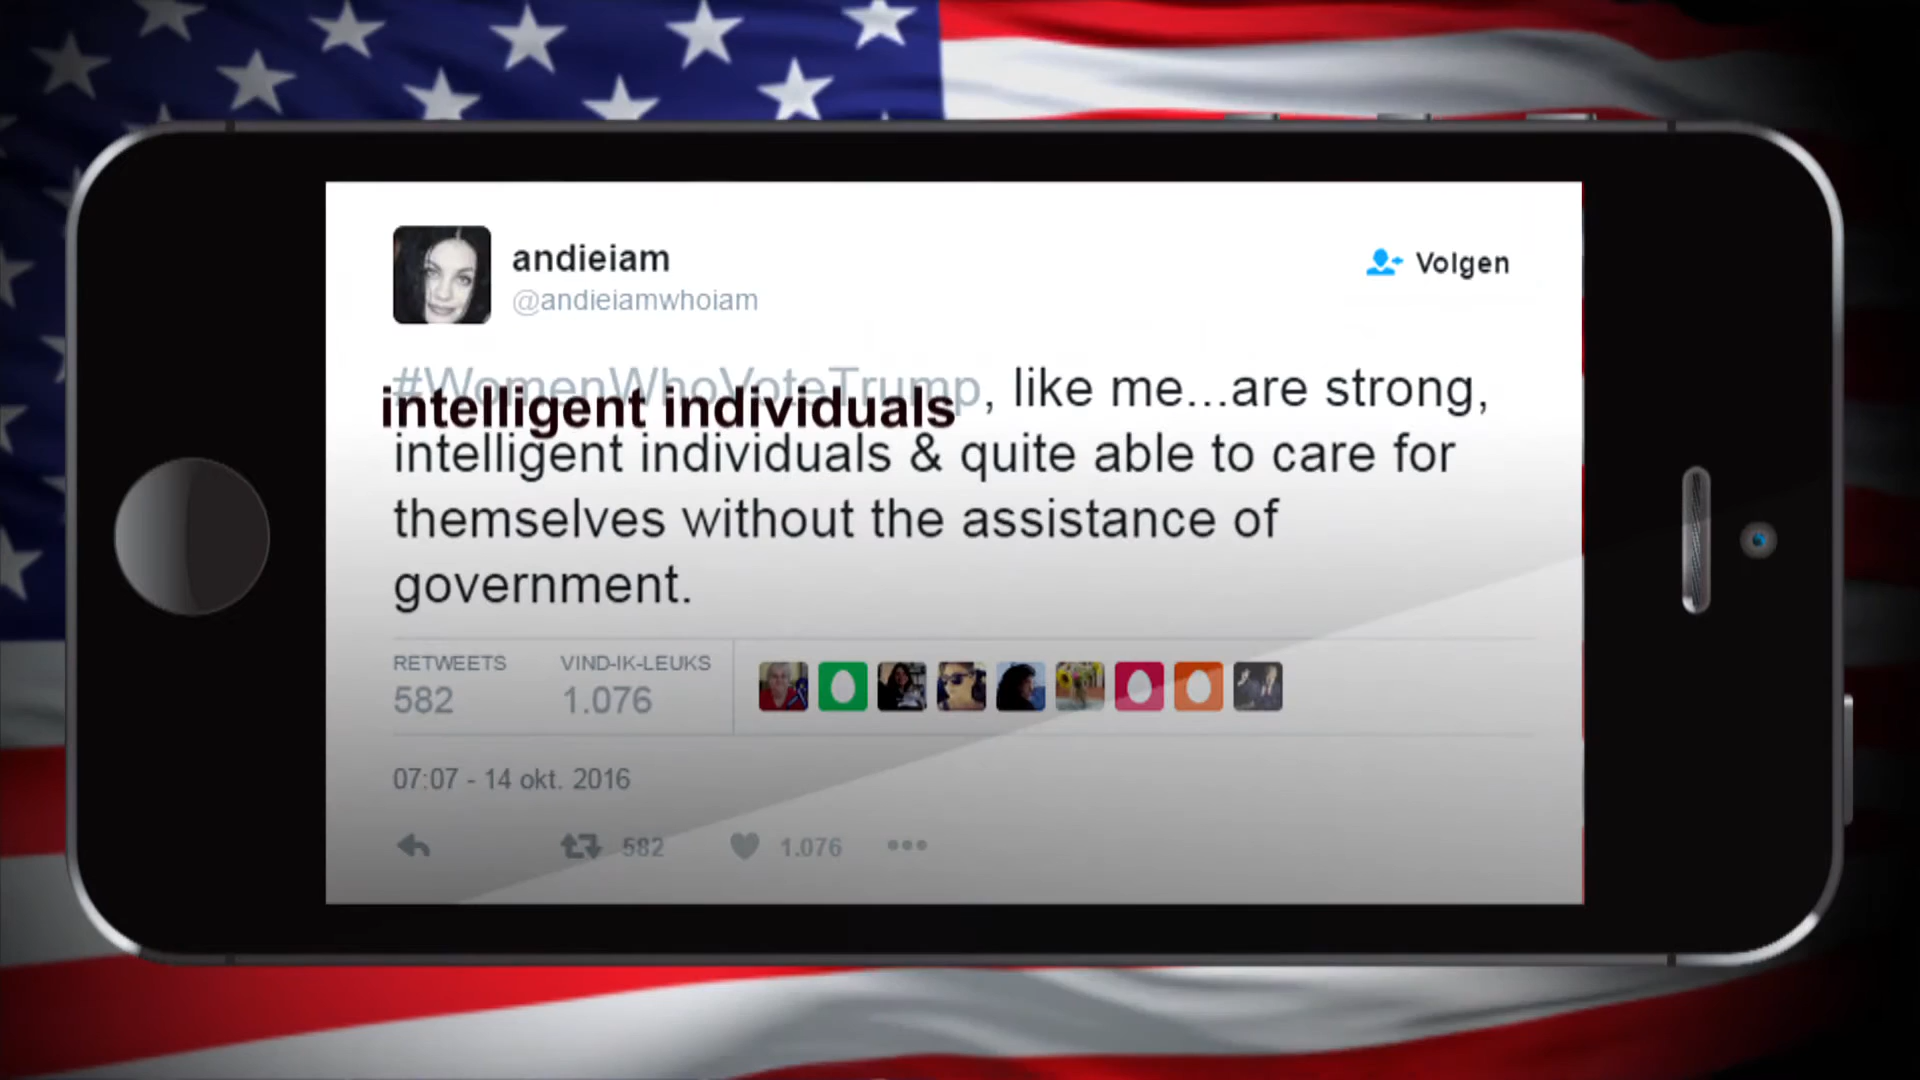 andieiam
@andieiamwhoiam
Volgen
#WomenWhoVoteTrump, like me...are strong,
intelligent individuals
intelligent individuals & quite able to care for
themselves without the assistance of
government.
RETWEETS VIND-IK-LEUKS
582 1.076
07:07 - 14 okt. 2016
582 1.076